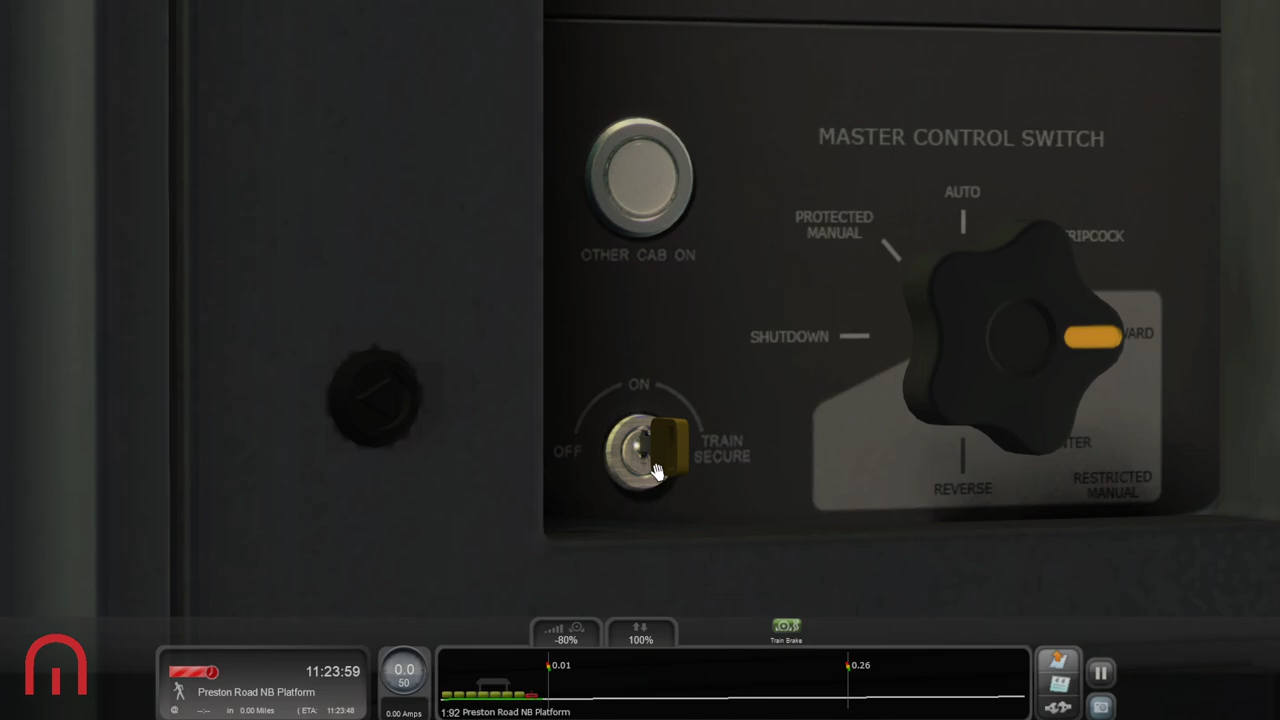 MASTER CONTROL SWITCH
AUTO
PROTECTED
MANUAL
OTHER CAB ON
SHUTDOWN
ON
OFF
TRAIN
SECURE
REVERSE
RESTRICTED
MANUAL
-80%
100%
Train Brake
11:23:59
Preston Road NB Platform
--:-- in 0.00 Miles ( ETA: 11:23:48
0.0
50
0.00 Amps
0.01
0.26
1:92 Preston Road NB Platform